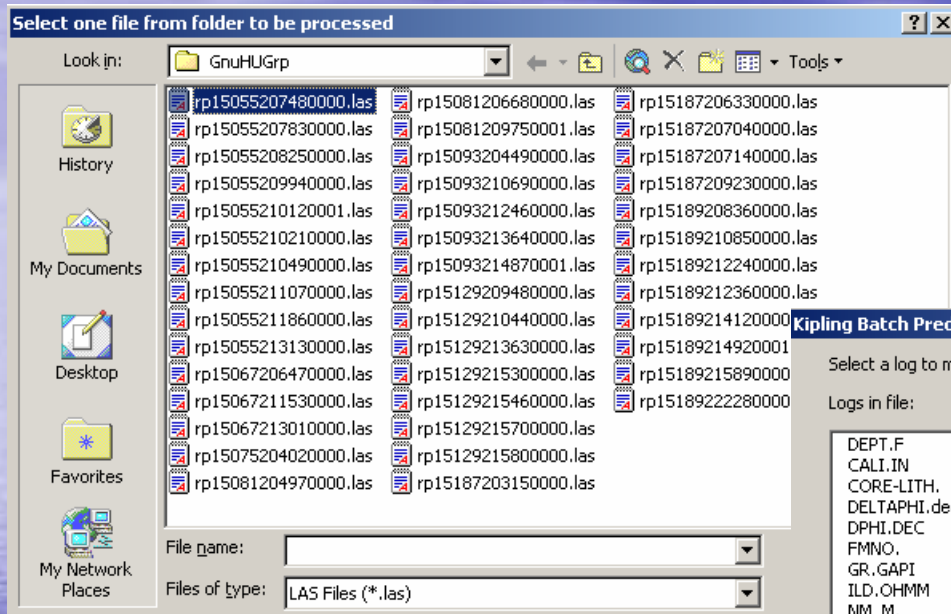 Select one file from folder to be processed
Look in:
GnuHUGrp
Tools
History
My Documents
Desktop
Favorites
My Network
Places
rp15055207480000.las
rp15055207830000.las
rp15055208250000.las
rp15055209940000.las
rp15055210120001.las
rp15055210210000.las
rp15055210490000.las
rp15055211070000.las
rp15055211860000.las
rp15055213130000.las
rp15067206470000.las
rp15067211530000.las
rp15067213010000.las
rp15075204020000.las
rp15081204970000.las
rp15081206680000.las
rp15081209750001.las
rp15093204490000.las
rp15093210690000.las
rp15093212460000.las
rp15093213640000.las
rp15093214870001.las
rp15129209480000.las
rp15129210440000.las
rp15129213630000.las
rp15129215300000.las
rp15129215460000.las
rp15129215700000.las
rp15129215800000.las
rp15187203150000.las
rp15187206330000.las
rp15187207040000.las
rp15187207140000.las
rp15187209230000.las
rp15189208360000.las
rp15189210850000.las
rp15189212240000.las
rp15189212360000.las
rp15189214120000
rp15189214920001
rp15189215890000
rp15189222280000
File name:
Files of type:
LAS Files (*.las)
Kipling Batch Prec
Select a log to m
Logs in file:
DEPT.F
CALI.IN
CORE-LITH.
DELTAPHI.de
DPHI.DEC
FMNO.
GR.GAPI
ILD.OHMM
NM_M